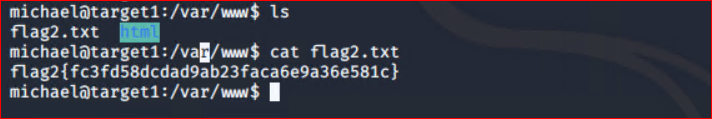 michael@target1:/var/www$ ls
flag2.txt  html
michael@target1:/var/www$ cat flag2.txt
flag2{fc3fd58dcdad9ab23faca6e9a36e581c}
michael@target1:/var/www$